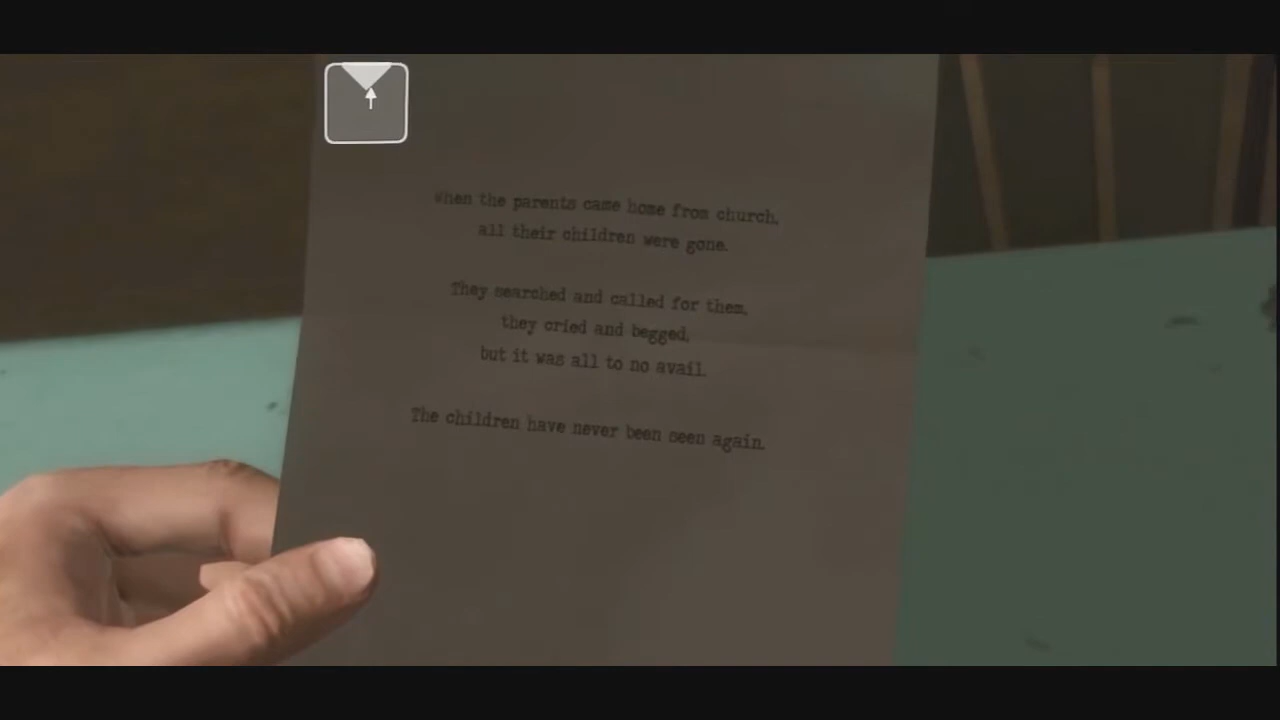 When the parents came home from church,
all their children were gone.
They searched and called for them,
they cried and begged,
but it was all to no avail.
The children have never been seen again.